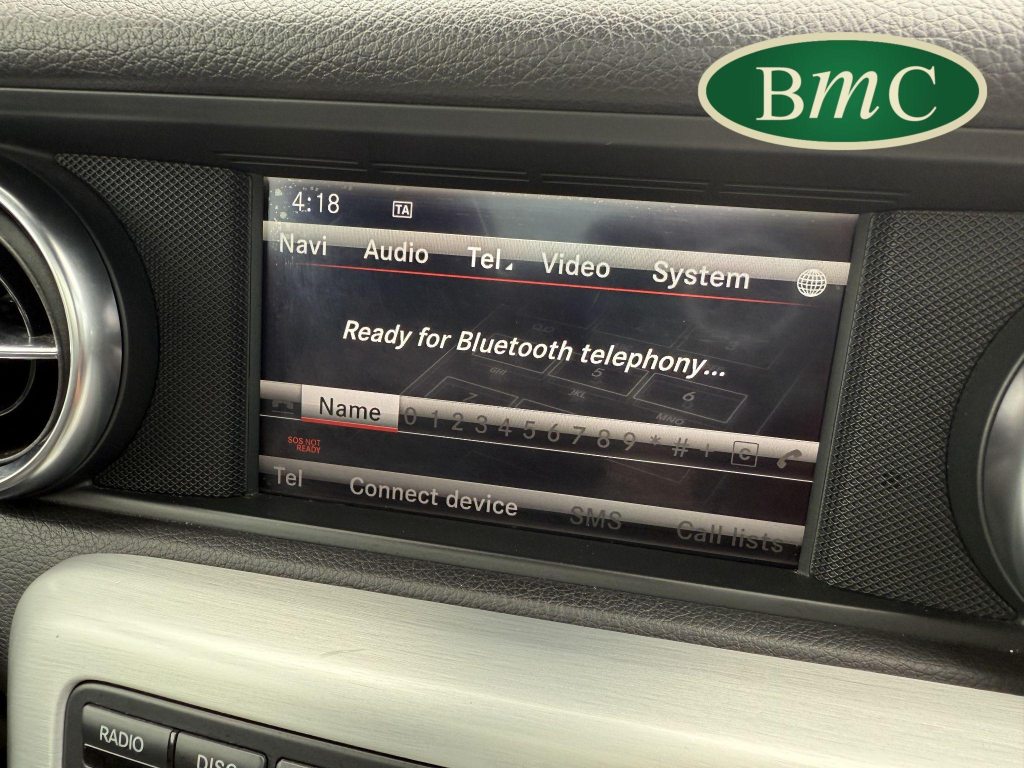 BmC
4:18 TA
Navi Audio Tel Video System
Ready for Bluetooth telephony...
Name 0 1 2 3 4 5 6 7 8 9 * # + C
SOS NOT
READY
Tel Connect device SMS Call lists
RADIO DISC